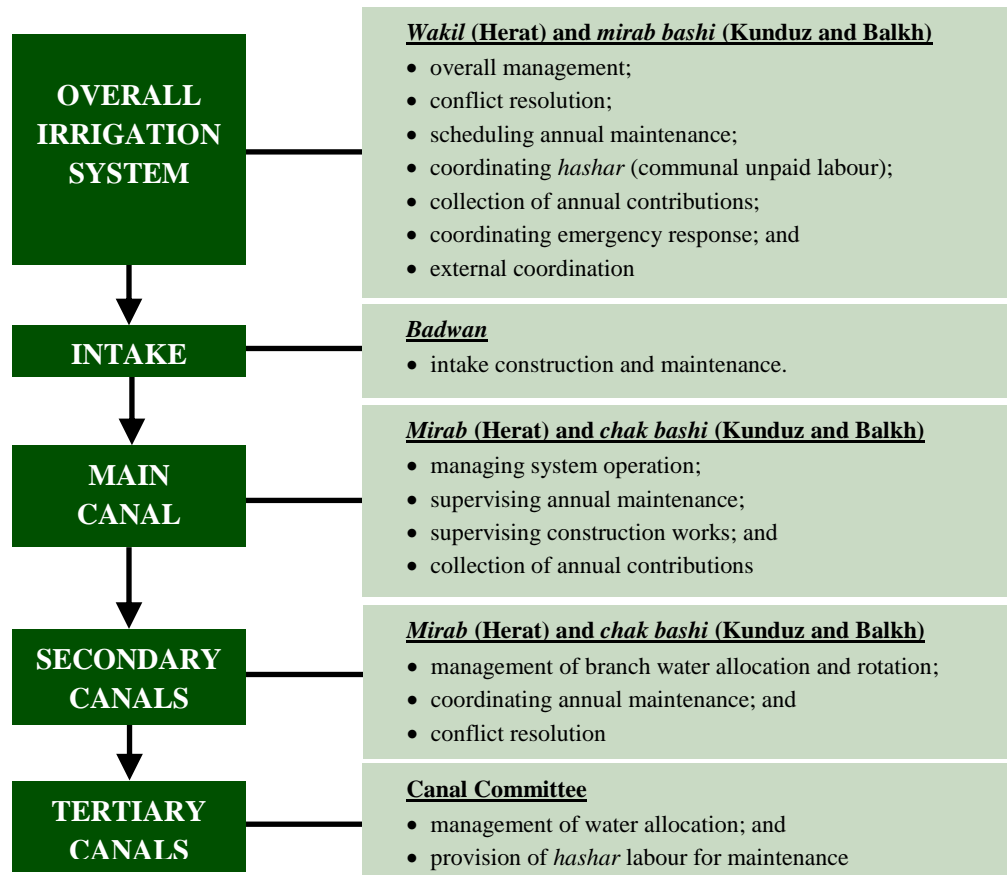 OVERALL
IRRIGATION
SYSTEM
Wakil (Herat) and mirab bashi (Kunduz and Balkh)
• overall management;
• conflict resolution;
• scheduling annual maintenance;
• coordinating hashar (communal unpaid labour);
• collection of annual contributions;
• coordinating emergency response; and
• external coordination
INTAKE
Badwan
• intake construction and maintenance.
MAIN
CANAL
Mirab (Herat) and chak bashi (Kunduz and Balkh)
• managing system operation;
• supervising annual maintenance;
• supervising construction works; and
• collection of annual contributions
SECONDARY
CANALS
Mirab (Herat) and chak bashi (Kunduz and Balkh)
• management of branch water allocation and rotation;
• coordinating annual maintenance; and
• conflict resolution
TERTIARY
CANALS
Canal Committee
• management of water allocation; and
• provision of hashar labour for maintenance